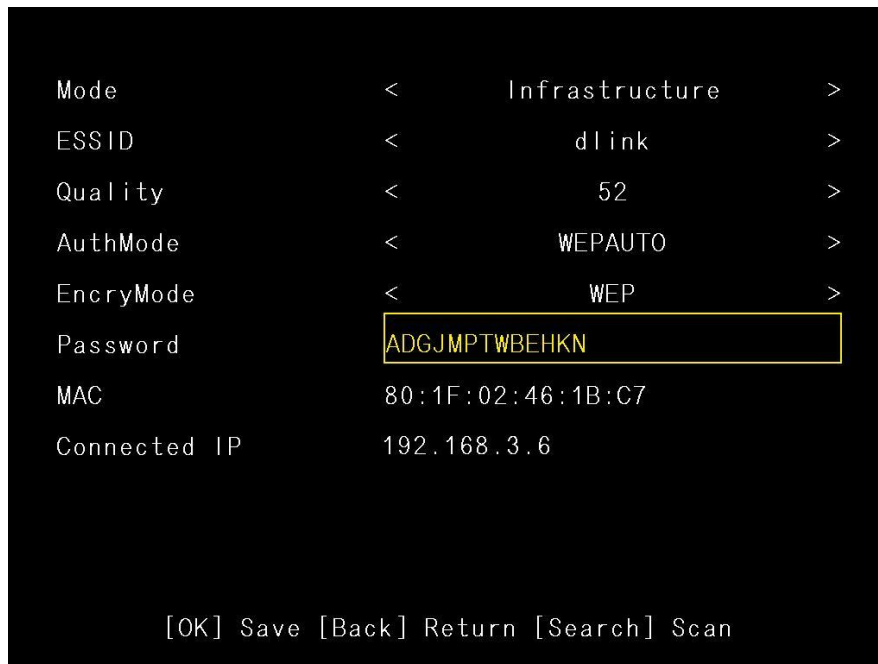 Mode < Infrastructure >
ESSID < dlink >
Quality < 52 >
AuthMode < WEPAUTO >
EncryMode < WEP >
Password ADGJMPTWBEHKN
MAC 80:1F:02:46:1B:C7
Connected IP 192.168.3.6
[OK] Save [Back] Return [Search] Scan